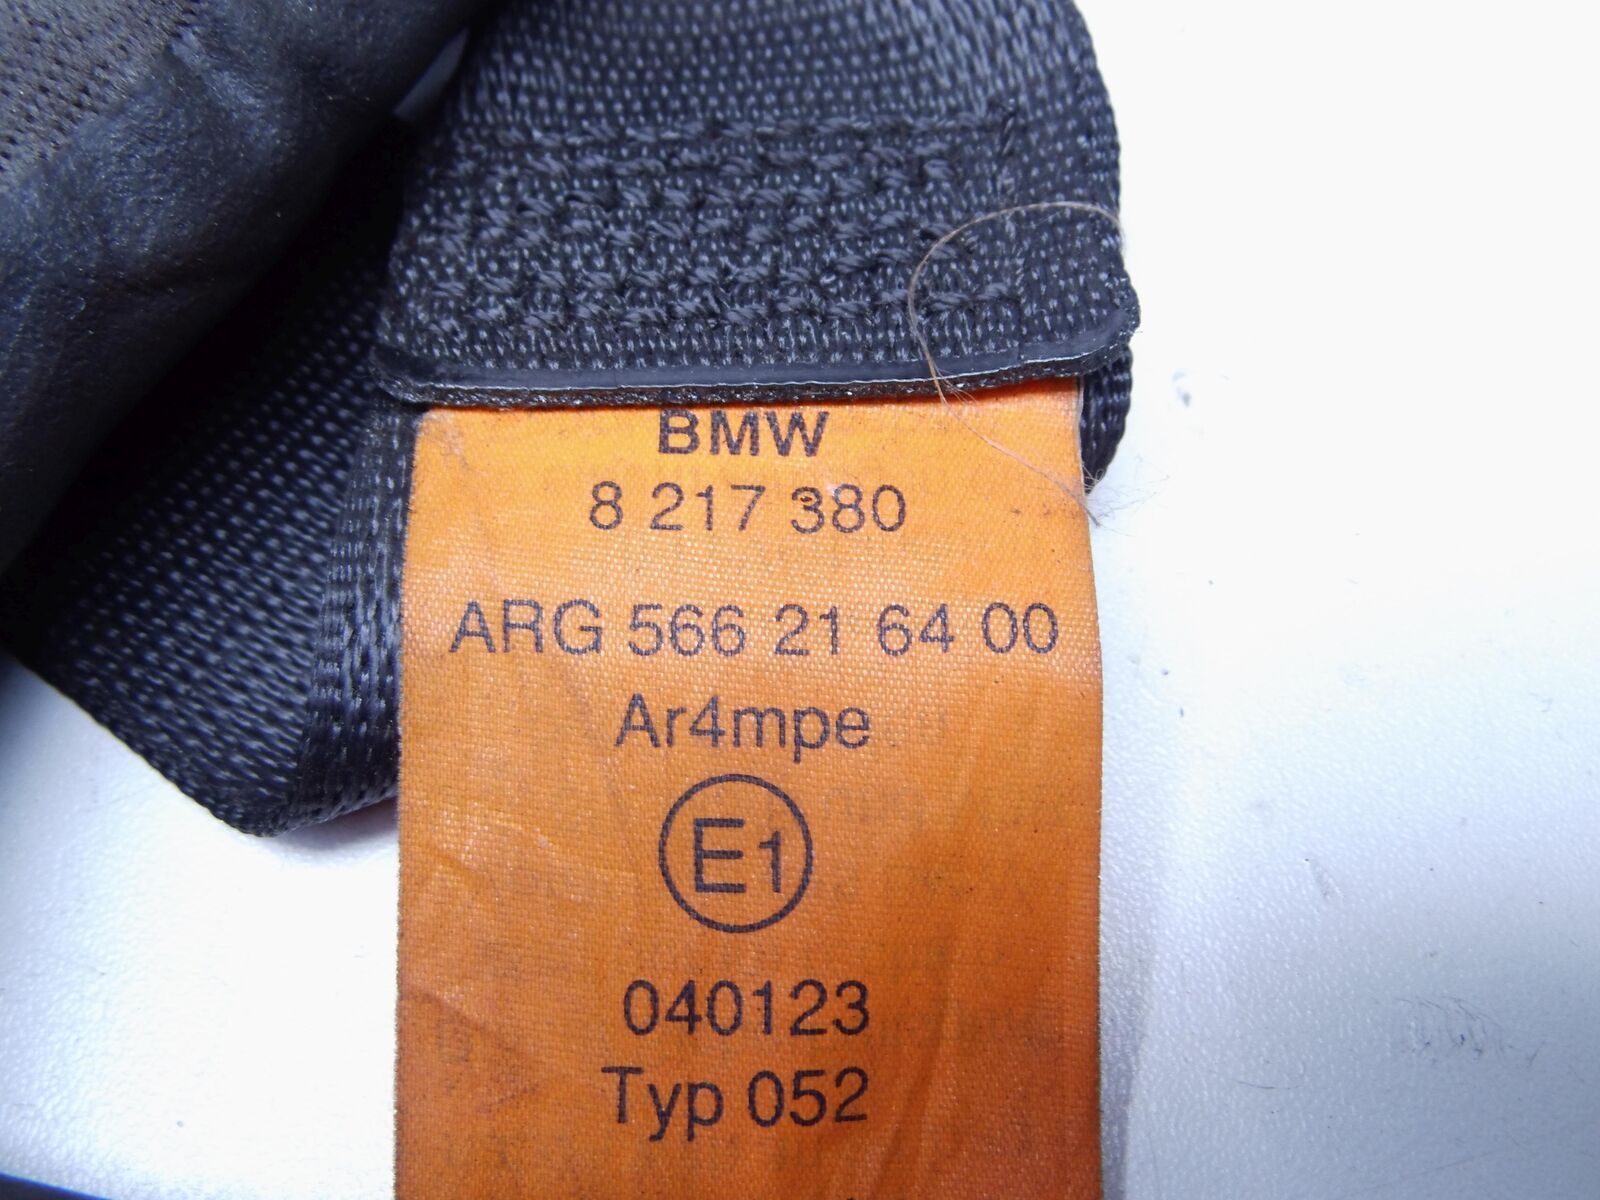 BMW
8 217 380
ARG 566 21 64 00
Ar4mpe
E1
040123
Typ 052